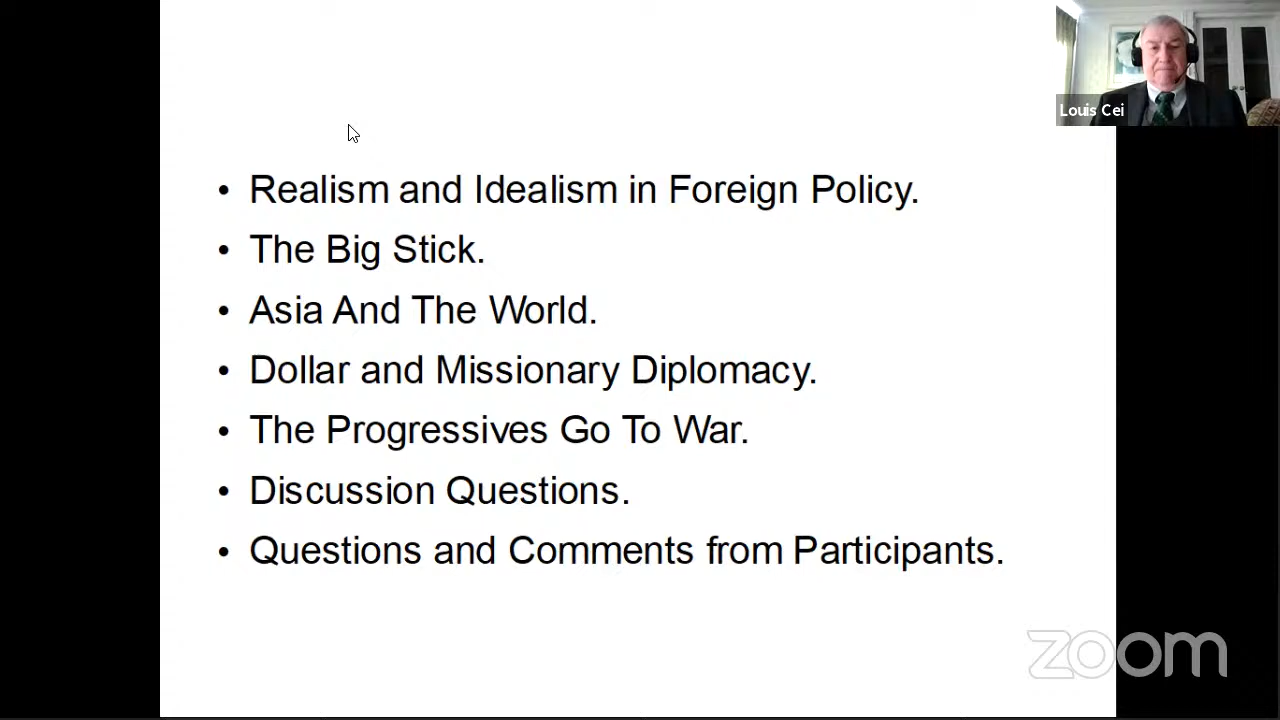 Louis Cei
• Realism and Idealism in Foreign Policy.
• The Big Stick.
• Asia And The World.
• Dollar and Missionary Diplomacy.
• The Progressives Go To War.
• Discussion Questions.
• Questions and Comments from Participants.
zoom